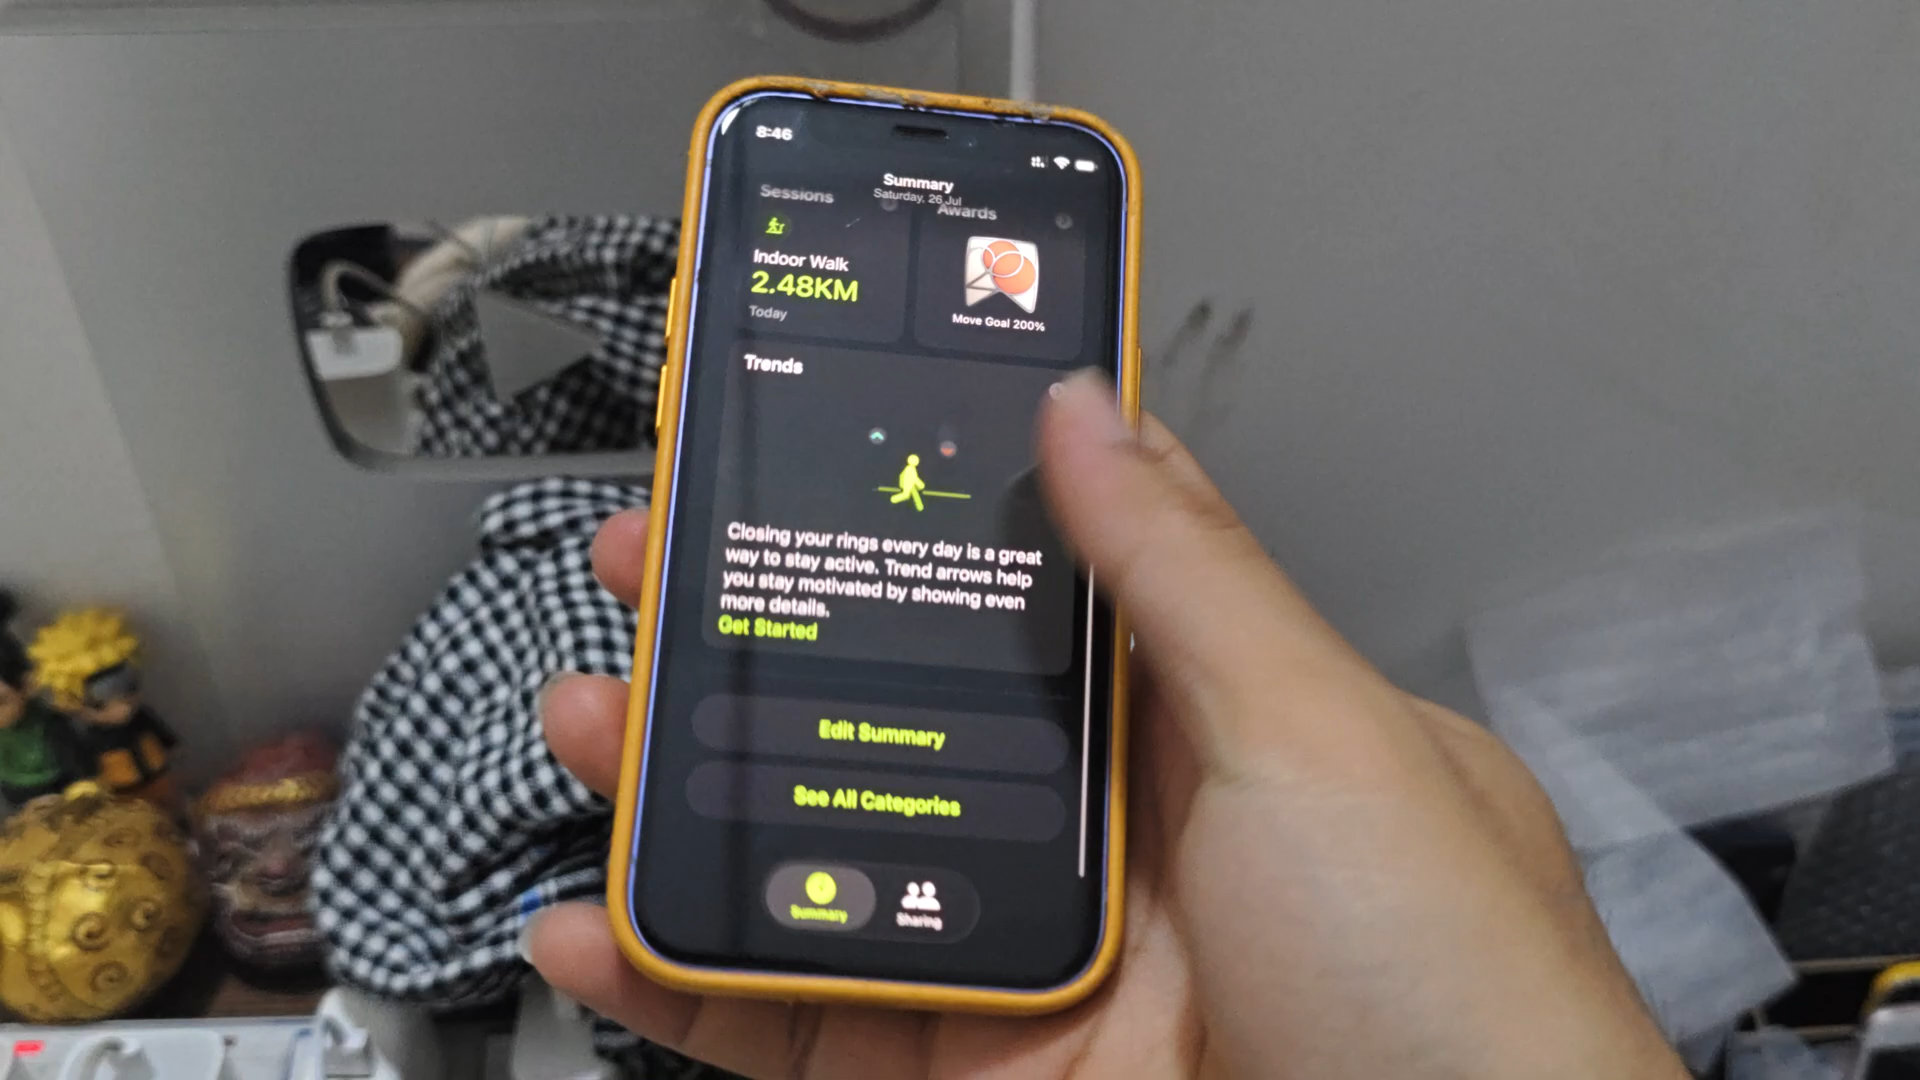 8:46
Summary
Saturday, 26 Jul
Sessions
Awards
Indoor Walk
2.48KM
Today
Move Goal 200%
Trends
Closing your rings every day is a great
way to stay active. Trend arrows help
you stay motivated by showing even
more details.
Get Started
Edit Summary
See All Categories
Summary
Sharing